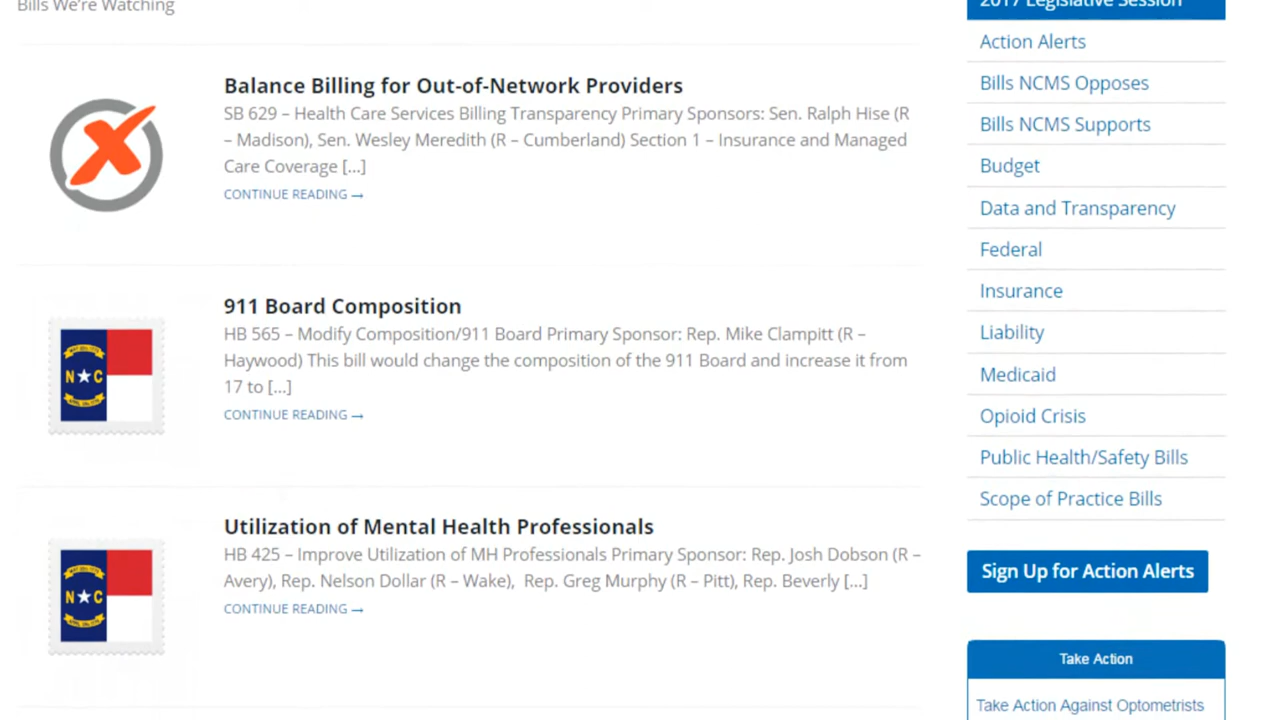 Bills We're Watching
Balance Billing for Out-of-Network Providers
SB 629 – Health Care Services Billing Transparency Primary Sponsors: Sen. Ralph Hise (R
– Madison), Sen. Wesley Meredith (R – Cumberland) Section 1 – Insurance and Managed
Care Coverage [...]
CONTINUE READING →
911 Board Composition
HB 565 – Modify Composition/911 Board Primary Sponsor: Rep. Mike Clampitt (R –
Haywood) This bill would change the composition of the 911 Board and increase it from
17 to [...]
CONTINUE READING →
N C
Utilization of Mental Health Professionals
HB 425 – Improve Utilization of MH Professionals Primary Sponsor: Rep. Josh Dobson (R –
Avery), Rep. Nelson Dollar (R – Wake),  Rep. Greg Murphy (R – Pitt), Rep. Beverly [...]
CONTINUE READING →
N C
2017 Legislative Session
Action Alerts
Bills NCMS Opposes
Bills NCMS Supports
Budget
Data and Transparency
Federal
Insurance
Liability
Medicaid
Opioid Crisis
Public Health/Safety Bills
Scope of Practice Bills
Sign Up for Action Alerts
Take Action
Take Action Against Optometrists